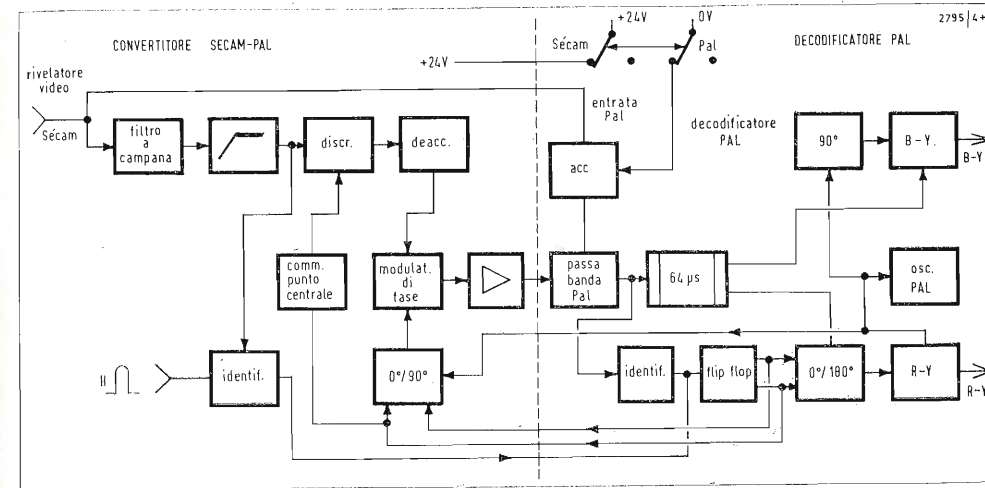 +24V
0V
2795/4+
CONVERTITORE SECAM-PAL
Sécam
Pal
DECODIFICATORE PAL
+24V
rivelatore
video
Sécam
entrata
Pal
decodificatore
PAL
filtro
a
campana
discr.
deacc.
acc
90°
B-Y.
B-Y
comm.
punto
centrale
modulat.
di
fase
passa
banda
Pal
64µs
osc.
PAL
H
identif.
0°/90°
identif.
flip flop
0°/180°
R-Y
R-Y